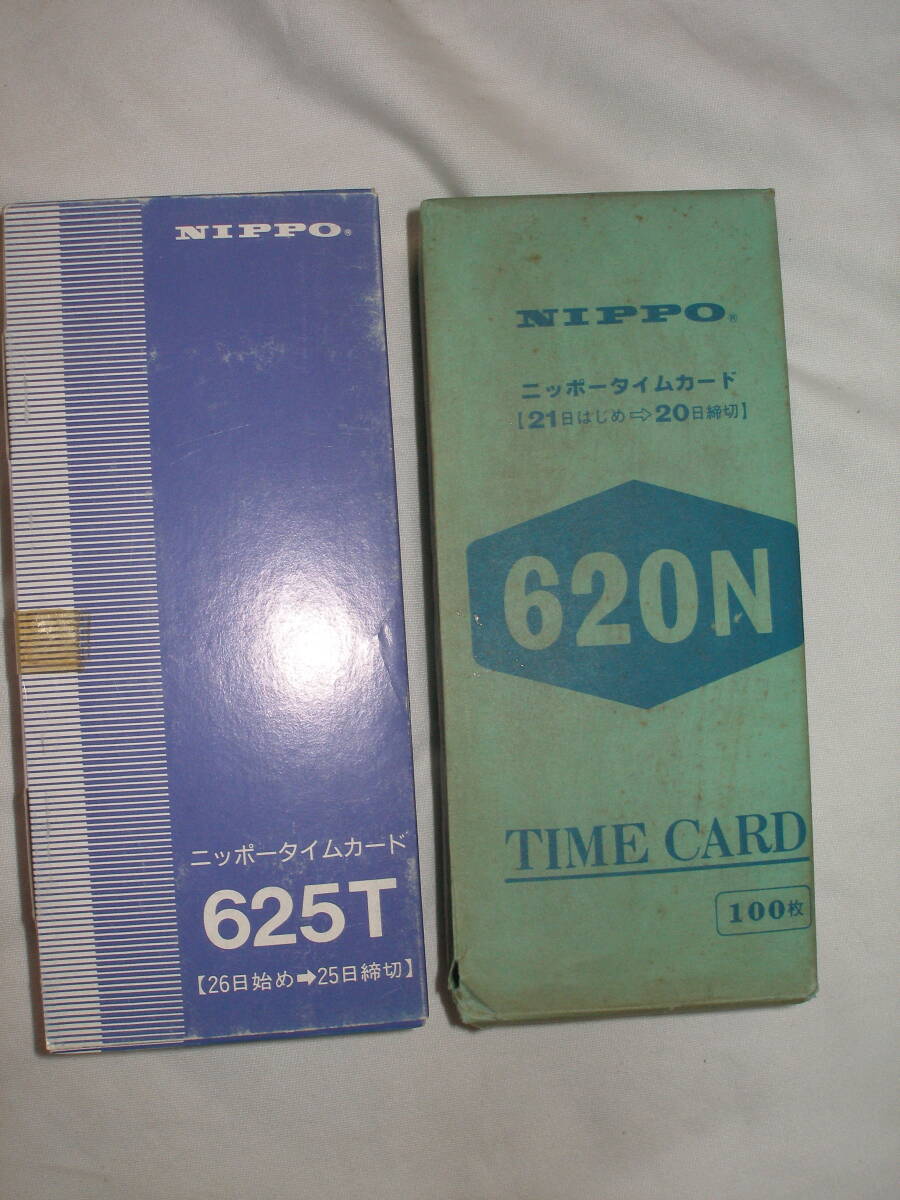 NIPPO®
ニッポータイムカード
625T
【26日始め➡25日締切】
NIPPO®
ニッポータイムカード
【21日はじめ⇨20日締切】
620N
TIME CARD
100枚